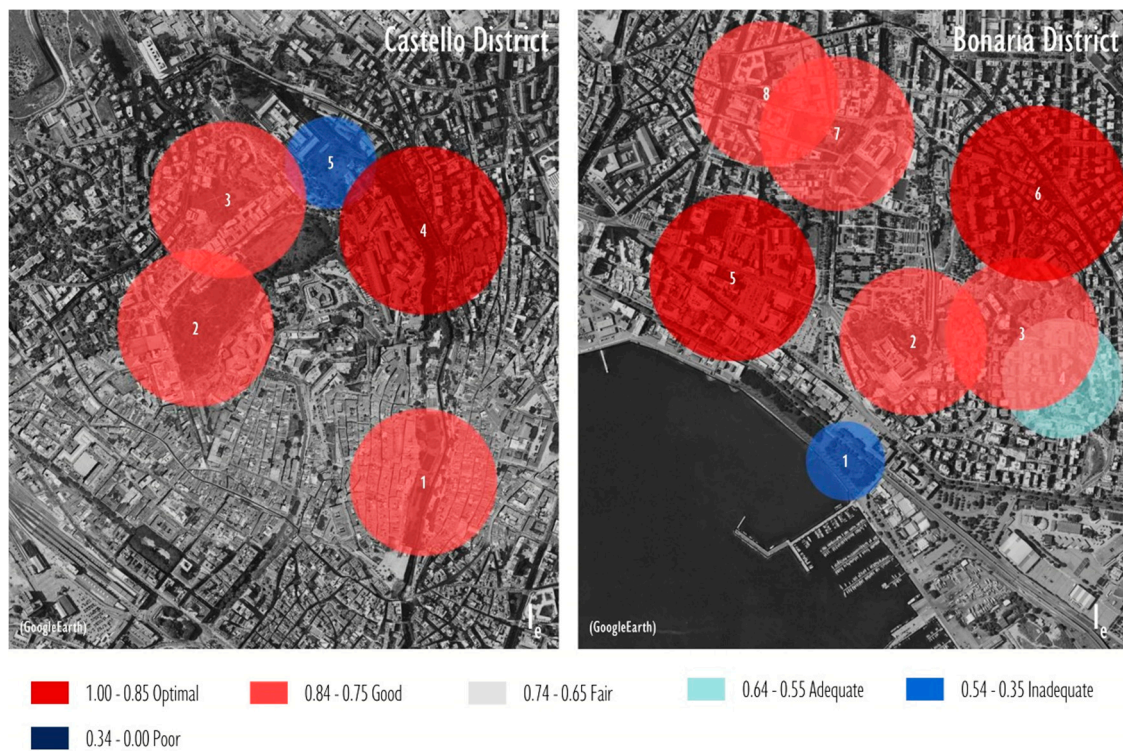 Castello District
3
5
4
2
1
(GoogleEarth)
e
Bonaria District
8
7
6
5
2
3
4
1
(GoogleEarth)
e
1.00 - 0.85 Optimal
0.84 - 0.75 Good
0.74 - 0.65 Fair
0.64 - 0.55 Adequate
0.54 - 0.35 Inadequate
0.34 - 0.00 Poor